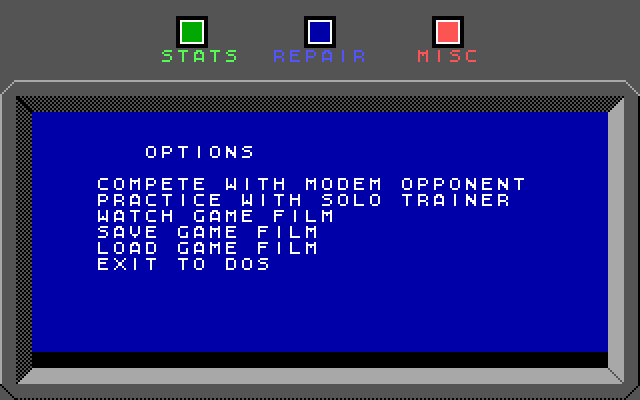 STATS REPAIR MISC
OPTIONS
COMPETE WITH MODEM OPPONENT
PRACTICE WITH SOLO TRAINER
WATCH GAME FILM
SAVE GAME FILM
LOAD GAME FILM
EXIT TO DOS